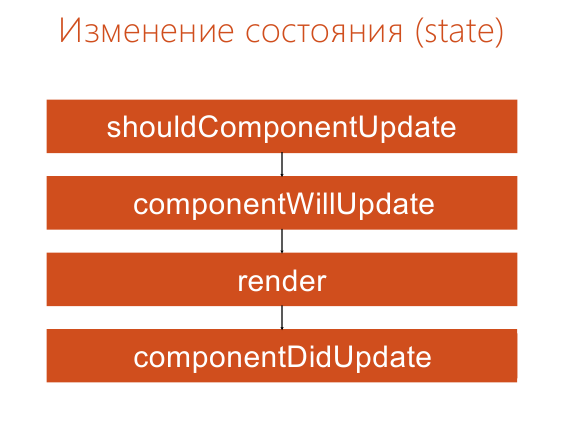 Изменение состояния (state)
shouldComponentUpdate
componentWillUpdate
render
componentDidUpdate